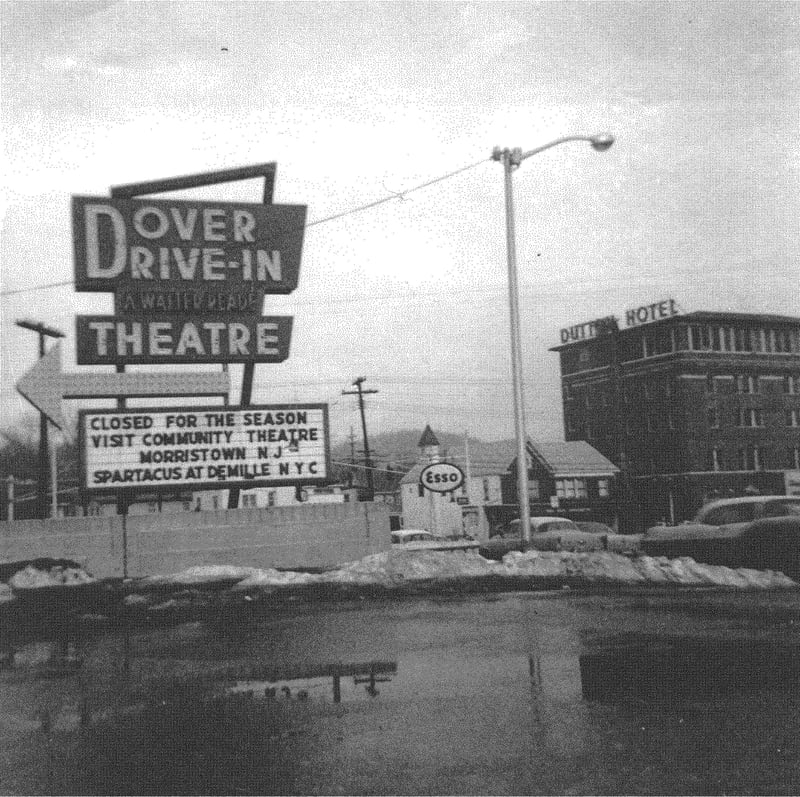 DOVER
DRIVE-IN
A WALTER READE
THEATRE
CLOSED FOR THE SEASON
VISIT COMMUNITY THEATRE
MORRISTOWN N.J
SPARTACUS AT DEMILLE N Y C
Esso
HOTEL